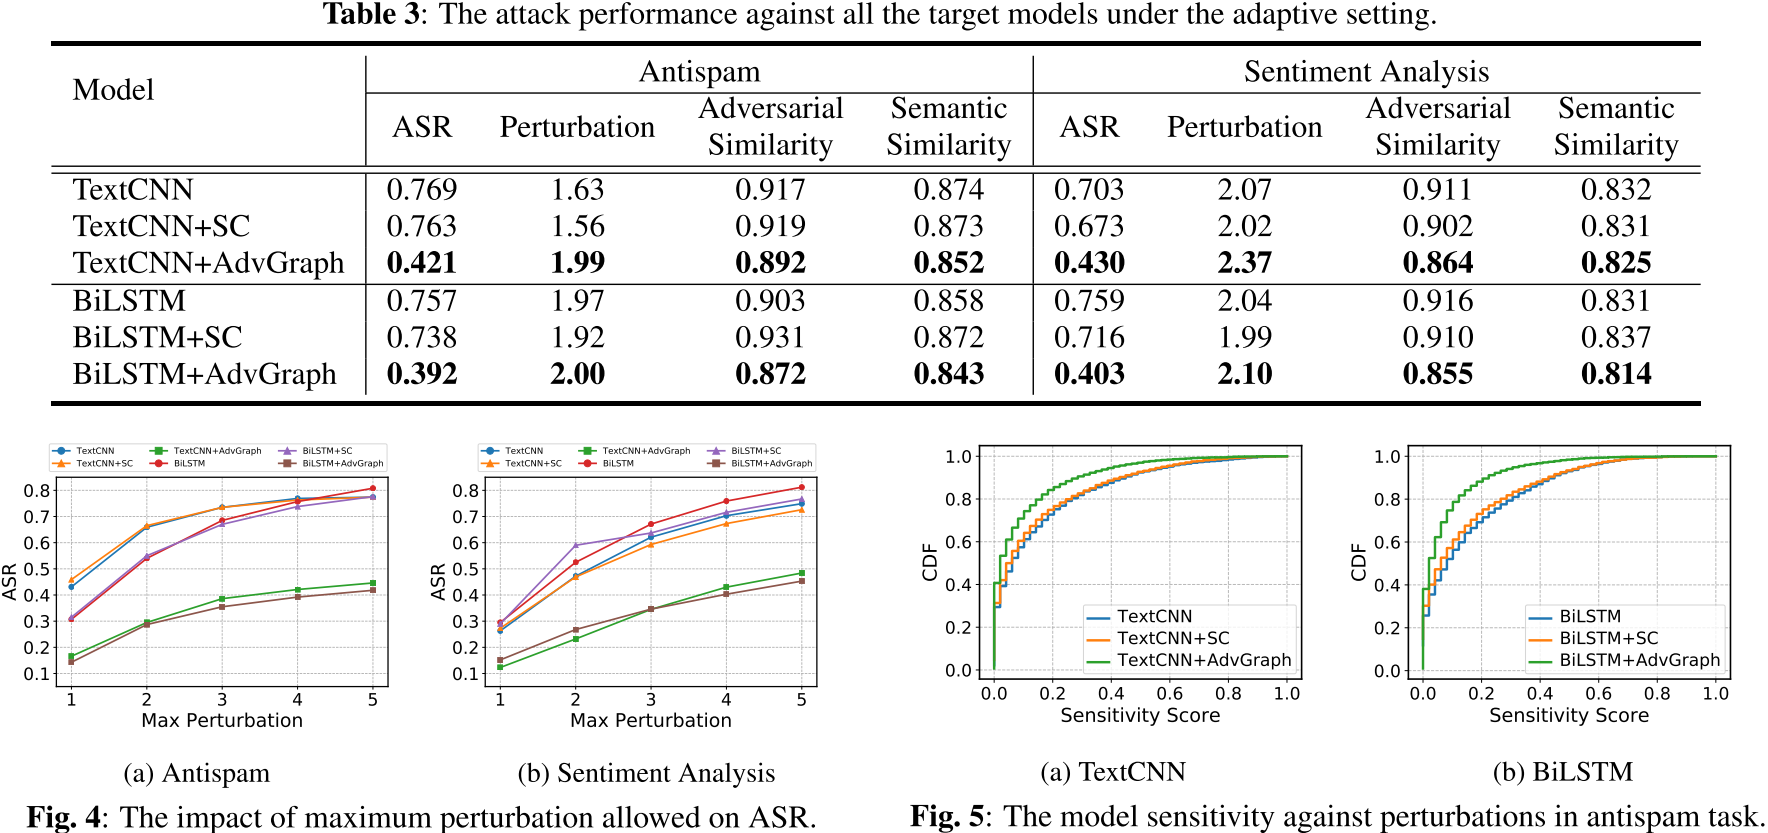 Table 3: The attack performance against all the target models under the adaptive setting.
Model Antispam Sentiment Analysis
ASR Perturbation Adversarial Similarity Semantic Similarity ASR Perturbation Adversarial Similarity Semantic Similarity
TextCNN 0.769 1.63 0.917 0.874 0.703 2.07 0.911 0.832
TextCNN+SC 0.763 1.56 0.919 0.873 0.673 2.02 0.902 0.831
TextCNN+AdvGraph 0.421 1.99 0.892 0.852 0.430 2.37 0.864 0.825
BiLSTM 0.757 1.97 0.903 0.858 0.759 2.04 0.916 0.831
BiLSTM+SC 0.738 1.92 0.931 0.872 0.716 1.99 0.910 0.837
BiLSTM+AdvGraph 0.392 2.00 0.872 0.843 0.403 2.10 0.855 0.814
TextCNN TextCNN+AdvGraph BiLSTM+SC
TextCNN+SC BiLSTM BiLSTM+AdvGraph
0.8
0.7
0.6
0.5
0.4
0.3
0.2
0.1
ASR
1 2 3 4 5
Max Perturbation
(a) Antispam
TextCNN TextCNN+AdvGraph BiLSTM+SC
TextCNN+SC BiLSTM BiLSTM+AdvGraph
0.8
0.7
0.6
0.5
0.4
0.3
0.2
0.1
ASR
1 2 3 4 5
Max Perturbation
(b) Sentiment Analysis
Fig. 4: The impact of maximum perturbation allowed on ASR.
1.0
0.8
0.6
0.4
0.2
0.0
CDF
TextCNN
TextCNN+SC
TextCNN+AdvGraph
0.0 0.2 0.4 0.6 0.8 1.0
Sensitivity Score
(a) TextCNN
1.0
0.8
0.6
0.4
0.2
0.0
CDF
BiLSTM
BiLSTM+SC
BiLSTM+AdvGraph
0.0 0.2 0.4 0.6 0.8 1.0
Sensitivity Score
(b) BiLSTM
Fig. 5: The model sensitivity against perturbations in antispam task.